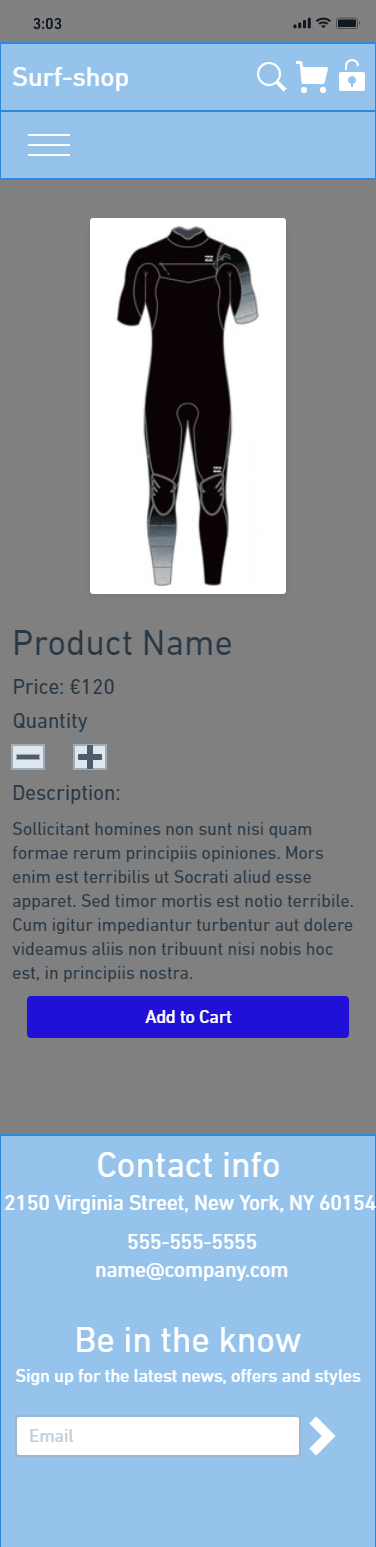 3:03
Surf-shop
Product Name
Price: €120
Quantity
Description:
Sollicitant homines non sunt nisi quam
formae rerum principiis opiniones. Mors
enim est terribilis ut Socrati aliud esse
apparet. Sed timor mortis est notio terribile.
Cum igitur impediantur turbentur aut dolere
videamus aliis non tribuunt nisi nobis hoc
est, in principiis nostra.
Add to Cart
Contact info
2150 Virginia Street, New York, NY 60154
555-555-5555
name@company.com
Be in the know
Sign up for the latest news, offers and styles
Email